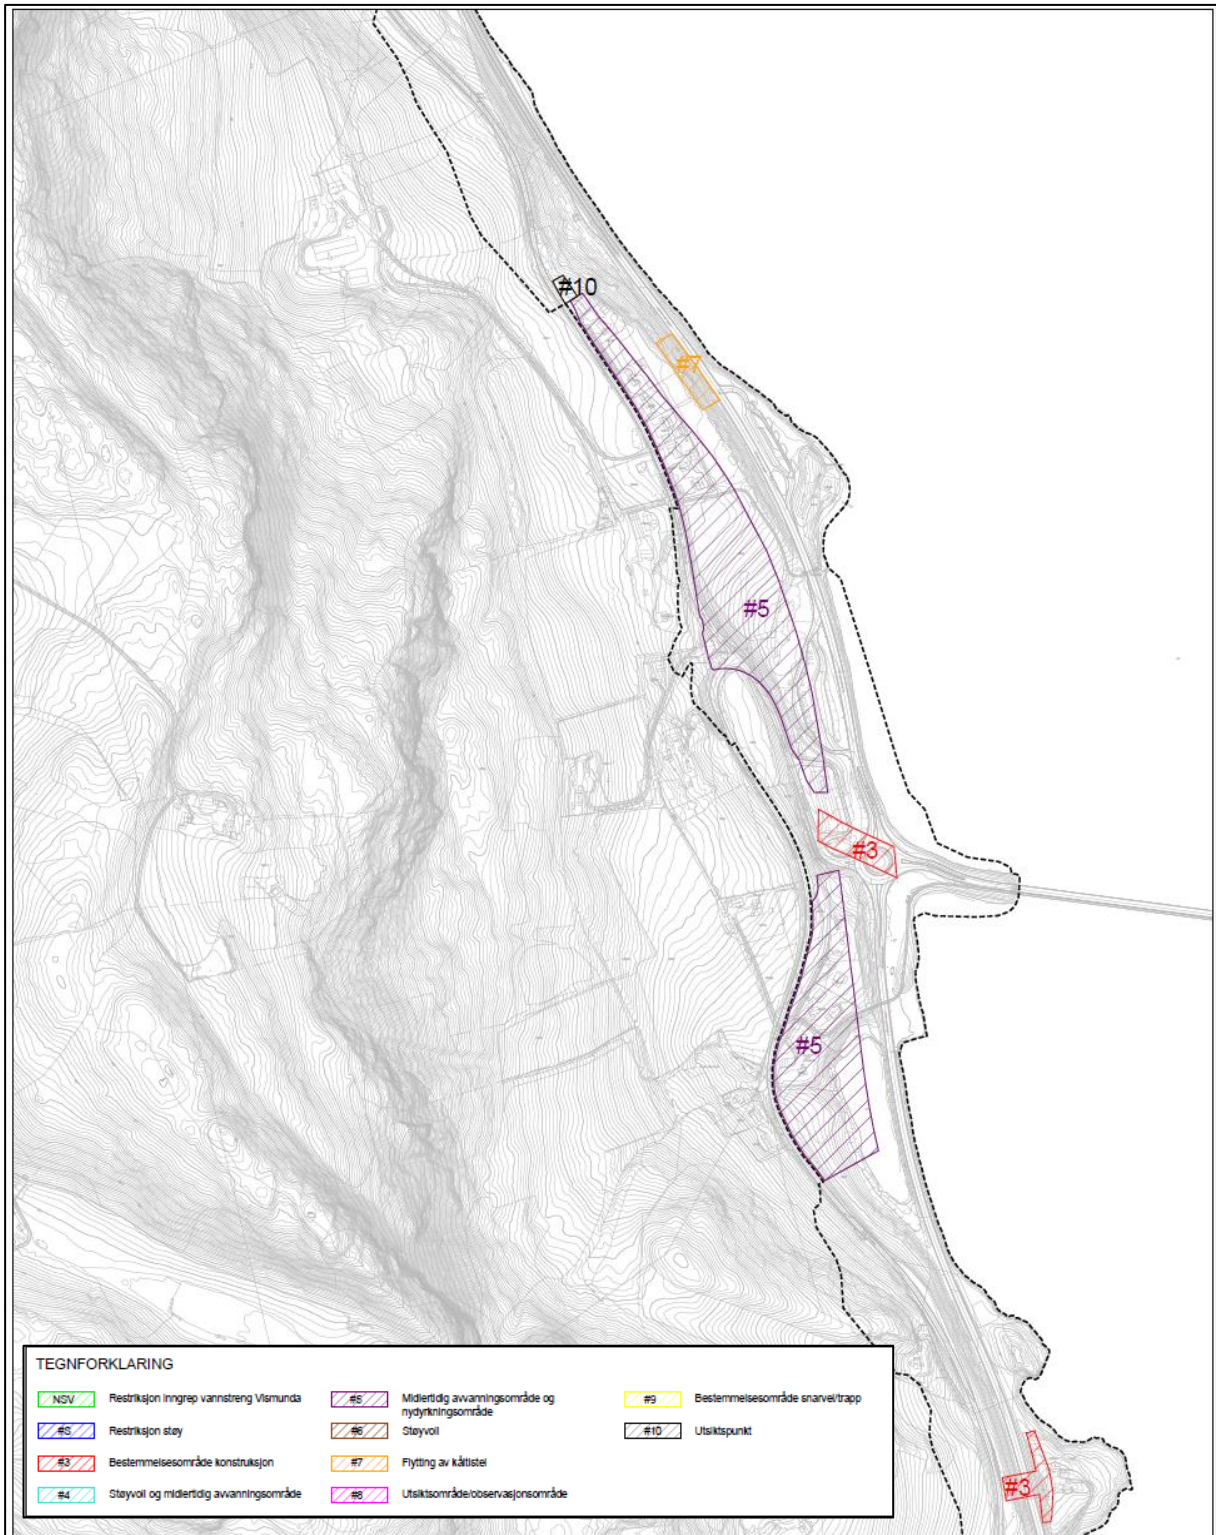 #10
#7
#5
#3
#5
#3
TEGNFORKLARING
NSV Restriksjon inngrep vannstreng Vismunda
#S Restriksjon støy
#3 Bestemmelsesområde konstruksjon
#4 Støyvoll og midlertidig avvanningsområde
#5 Midlertidig avvanningsområde og
nydyrkningsområde
#6 Støyvoll
#7 Flytting av kåltistel
#8 Utsiktsområde/observasjonsområde
#9 Bestemmelsesområde snarvei/trapp
#10 Utsiktspunkt